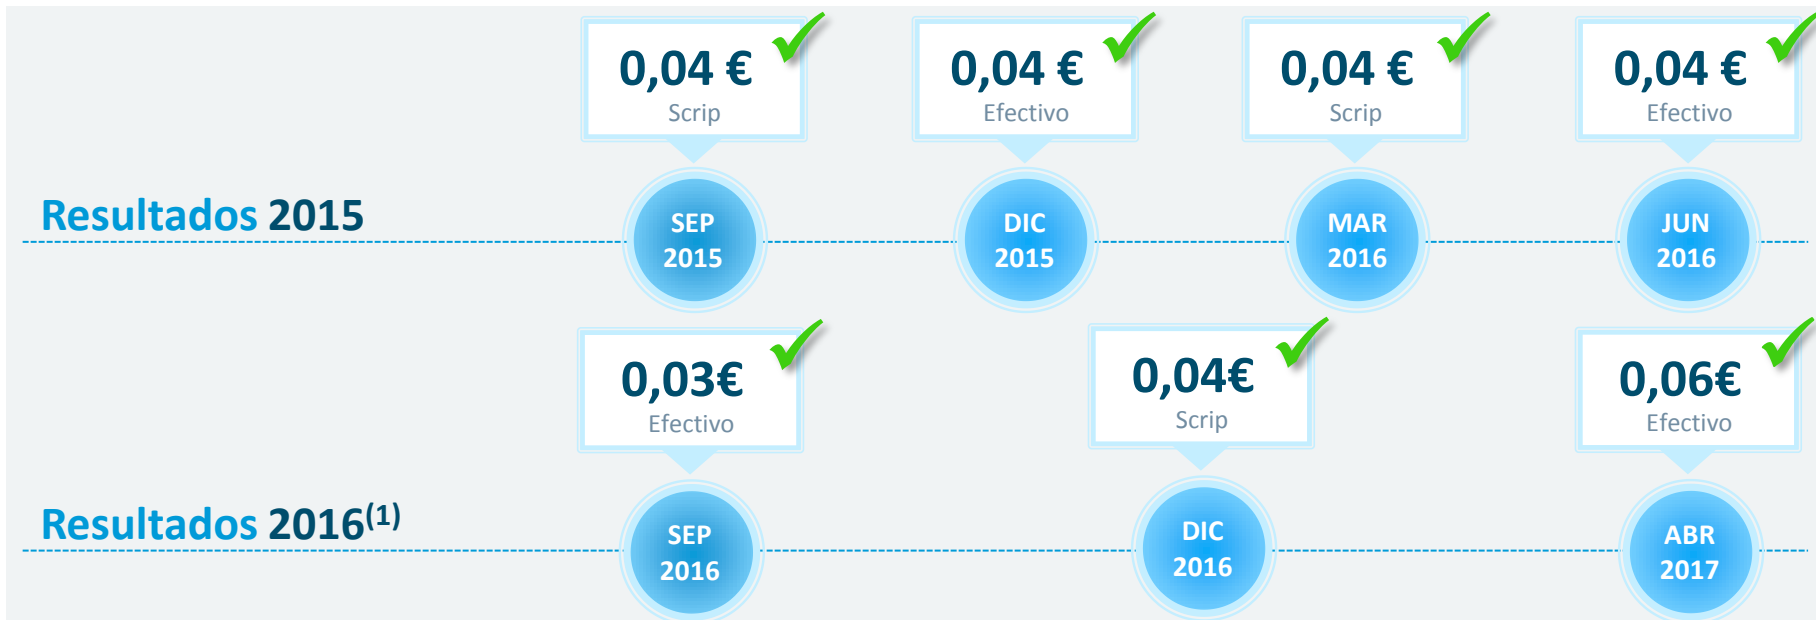 0,04 €
Scrip
0,04 €
Efectivo
0,04 €
Scrip
0,04 €
Efectivo
Resultados 2015
SEP
2015
DIC
2015
MAR
2016
JUN
2016
0,03€
Efectivo
0,04€
Scrip
0,06€
Efectivo
Resultados 2016(1)
SEP
2016
DIC
2016
ABR
2017